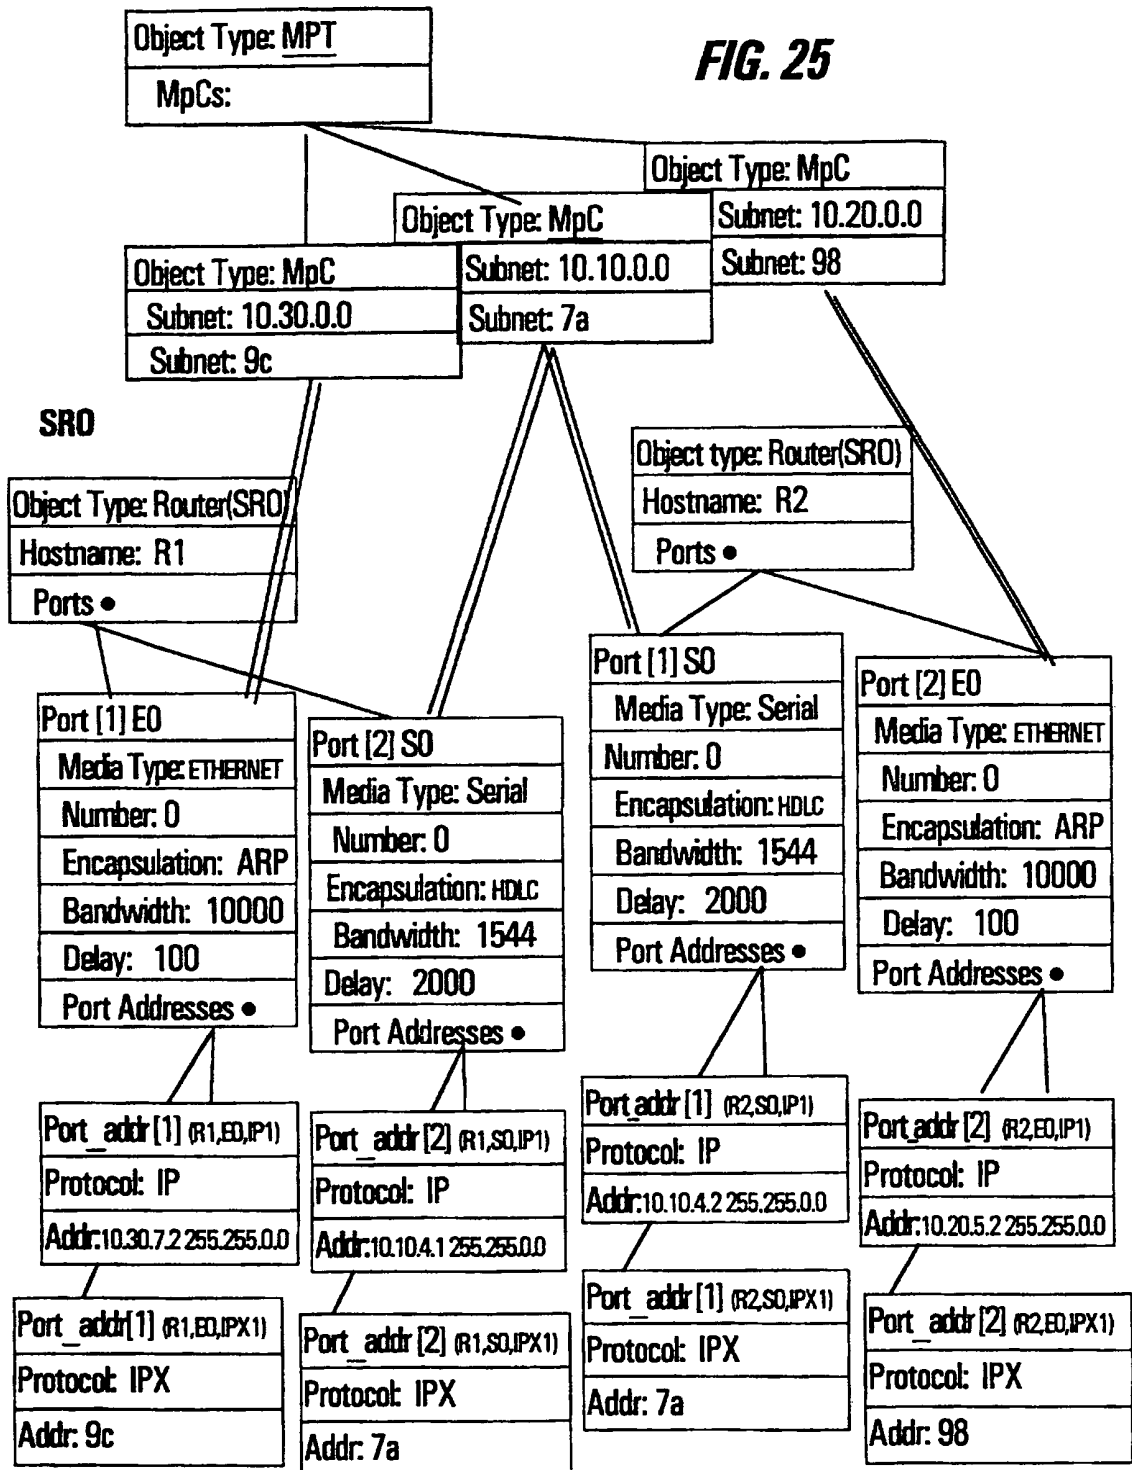 FIG. 25
Object Type: MPT
MpCs:
Object Type: MpC
Subnet: 10.20.0.0
Subnet: 98
Object Type: MpC
Subnet: 10.10.0.0
Subnet: 7a
Object Type: MpC
Subnet: 10.30.0.0
Subnet: 9c
SRO
Object Type: Router(SRO)
Hostname: R1
Ports •
Object type: Router(SRO)
Hostname: R2
Ports •
Port [1] E0
Media Type: ETHERNET
Number: 0
Encapsulation: ARP
Bandwidth: 10000
Delay: 100
Port Addresses •
Port [2] S0
Media Type: Serial
Number: 0
Encapsulation: HDLC
Bandwidth: 1544
Delay: 2000
Port Addresses •
Port [1] S0
Media Type: Serial
Number: 0
Encapsulation: HDLC
Bandwidth: 1544
Delay: 2000
Port Addresses •
Port [2] E0
Media Type: ETHERNET
Number: 0
Encapsulation: ARP
Bandwidth: 10000
Delay: 100
Port Addresses •
Port_addr [1] (R1,E0,IP1)
Protocol: IP
Addr:10.30.7.2 255.255.0.0
Port_addr [2] (R1,S0,IP1)
Protocol: IP
Addr:10.10.4.1 255.255.0.0
Port_addr [1] (R2,S0,IP1)
Protocol: IP
Addr:10.10.4.2 255.255.0.0
Port_addr [2] (R2,E0,IP1)
Protocol: IP
Addr:10.20.5.2 255.255.0.0
Port_addr[1] (R1,E0,IPX1)
Protocol: IPX
Addr: 9c
Port_addr [2] (R1,S0,IPX1)
Protocol: IPX
Addr: 7a
Port_addr [1] (R2,S0,IPX1)
Protocol: IPX
Addr: 7a
Port_addr [2] (R2,E0,IPX1)
Protocol: IPX
Addr: 98